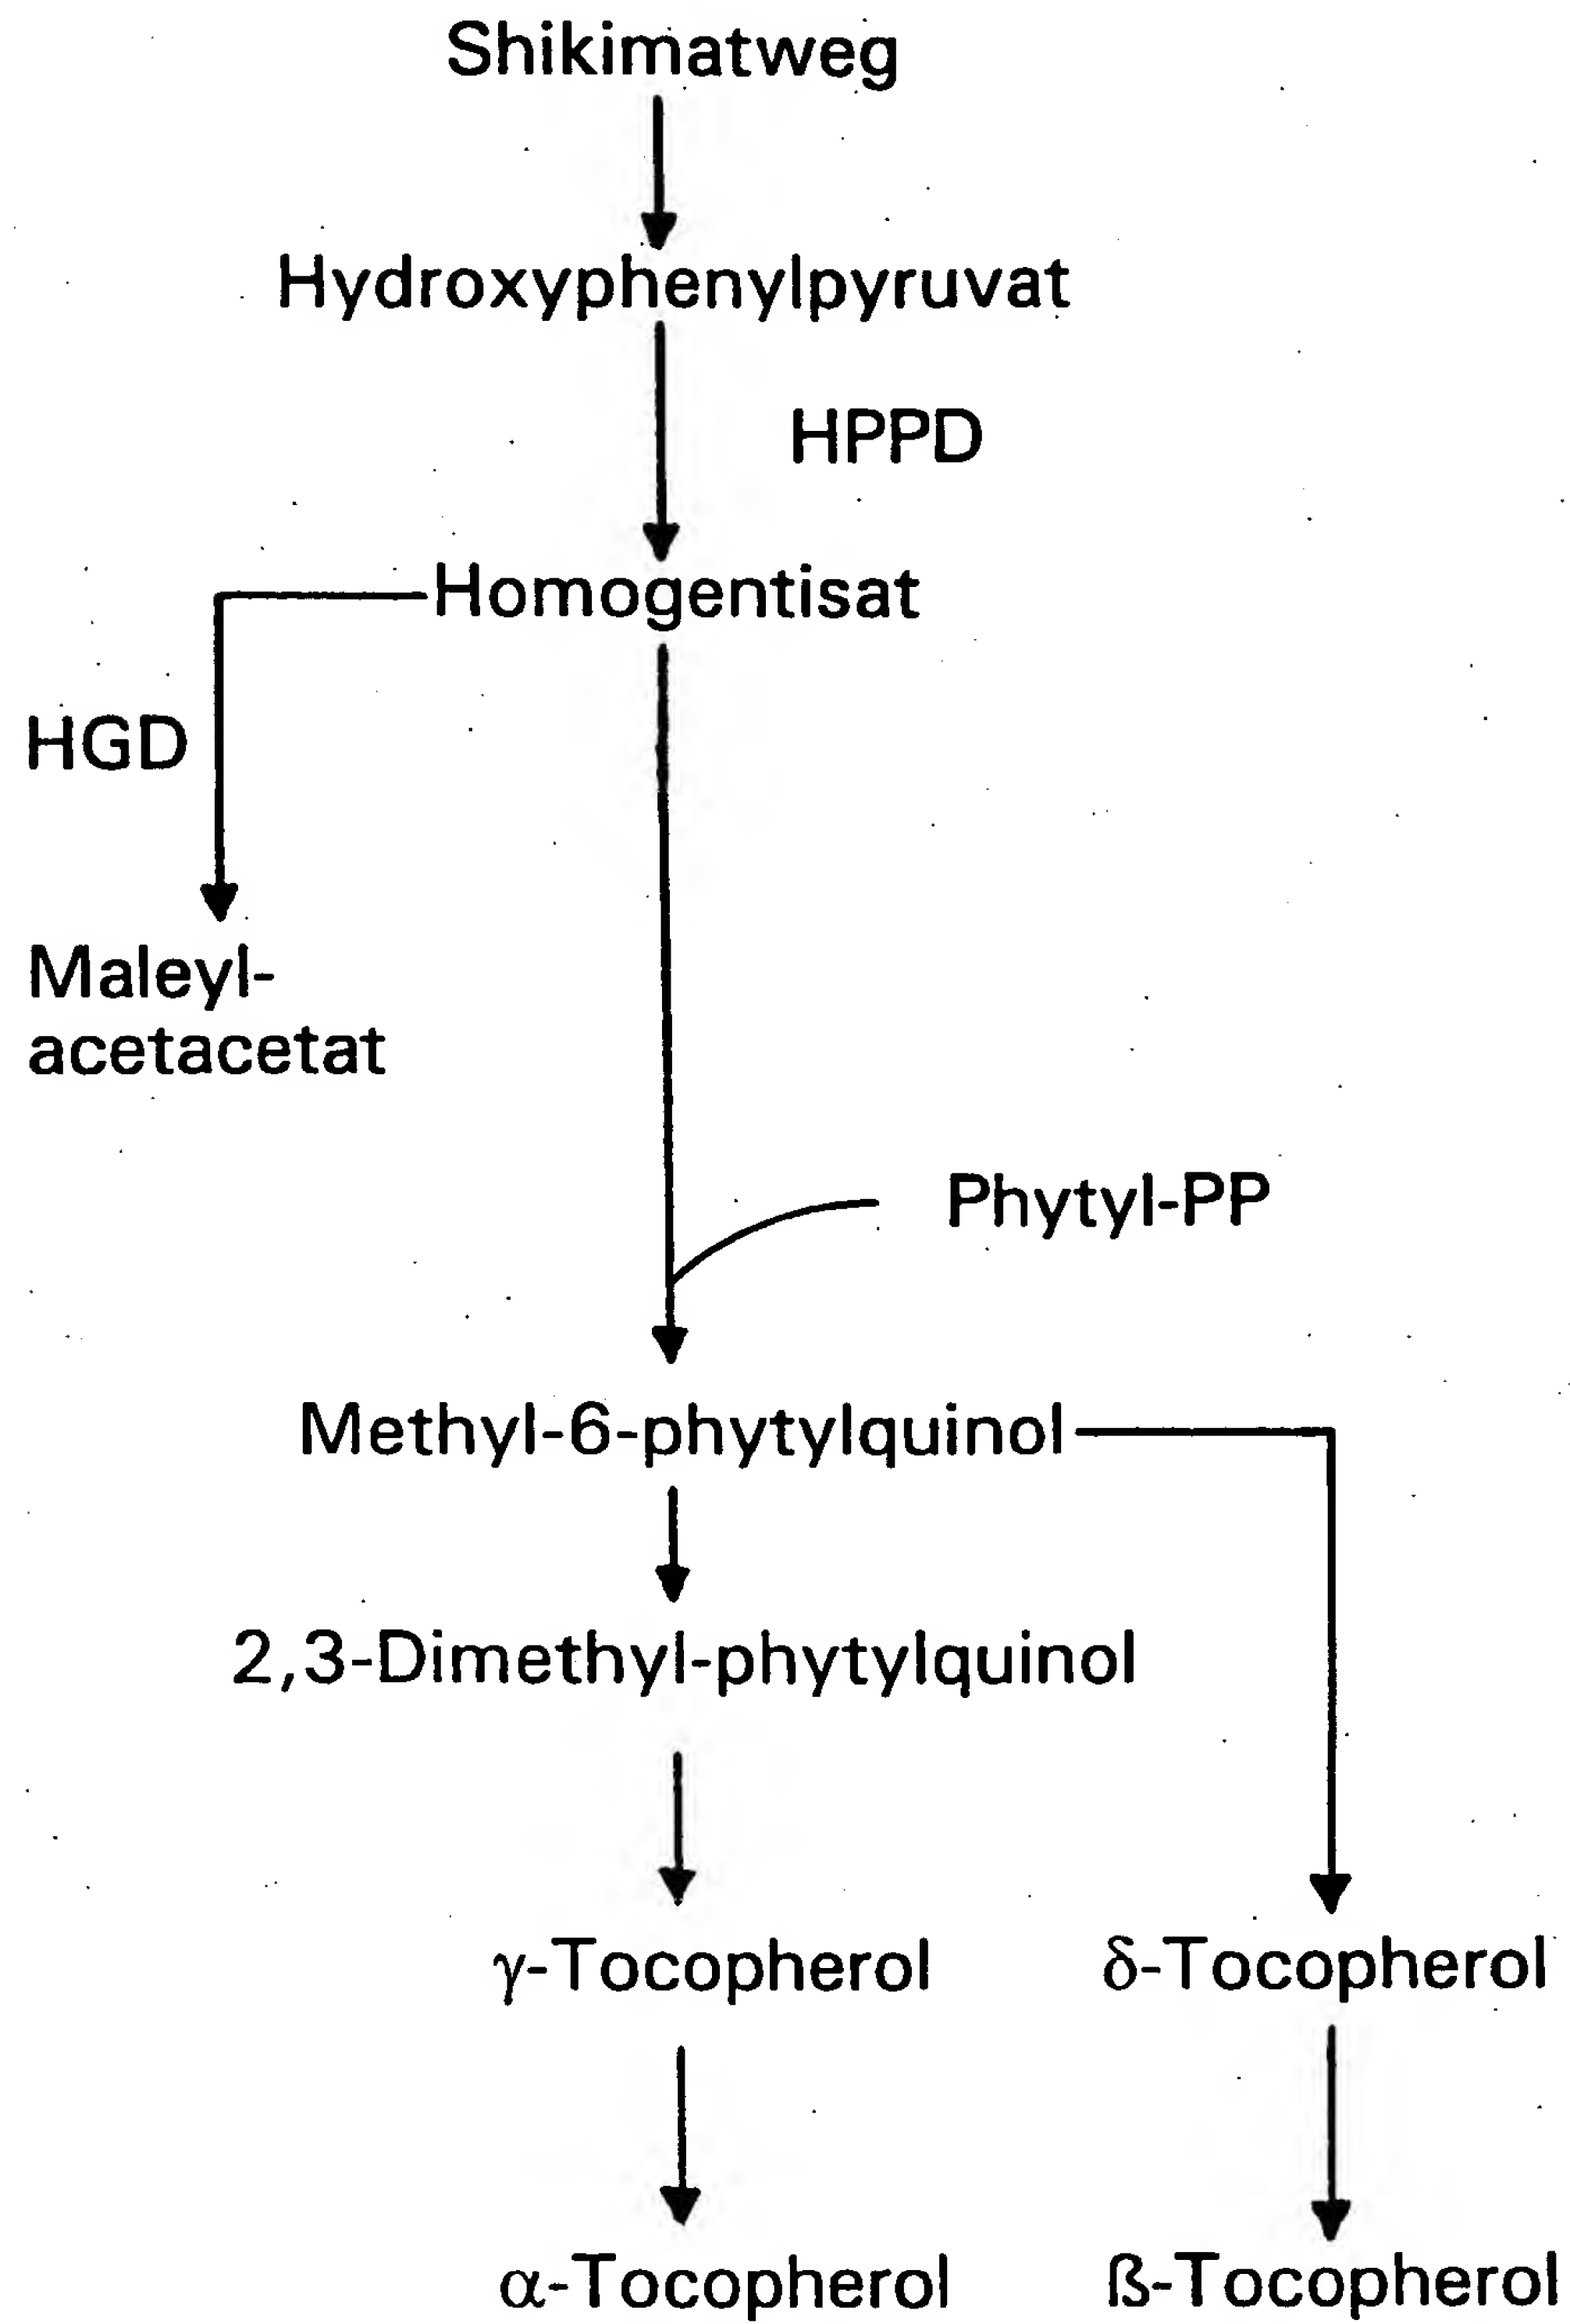 Shikimatweg
Hydroxyphenylpyruvat
HPPD
Homogentisat
HGD
Maleyl-
acetacetat
Phytyl-PP
Methyl-6-phytylquinol
2,3-Dimethyl-phytylquinol
γ-Tocopherol
δ-Tocopherol
α-Tocopherol
ß-Tocopherol